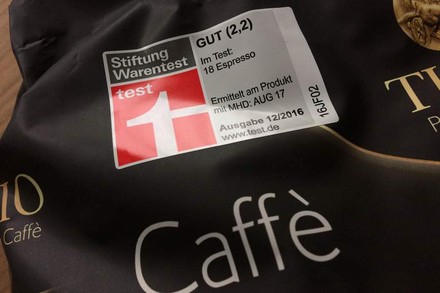 Stiftung
Warentest
test
GUT (2,2)
Im Test:
18 Espresso
Ermittelt am Produkt
mit MHD: AUG 17
Ausgabe 12/2016
www.test.de
16JF02
Caffè
Caffè